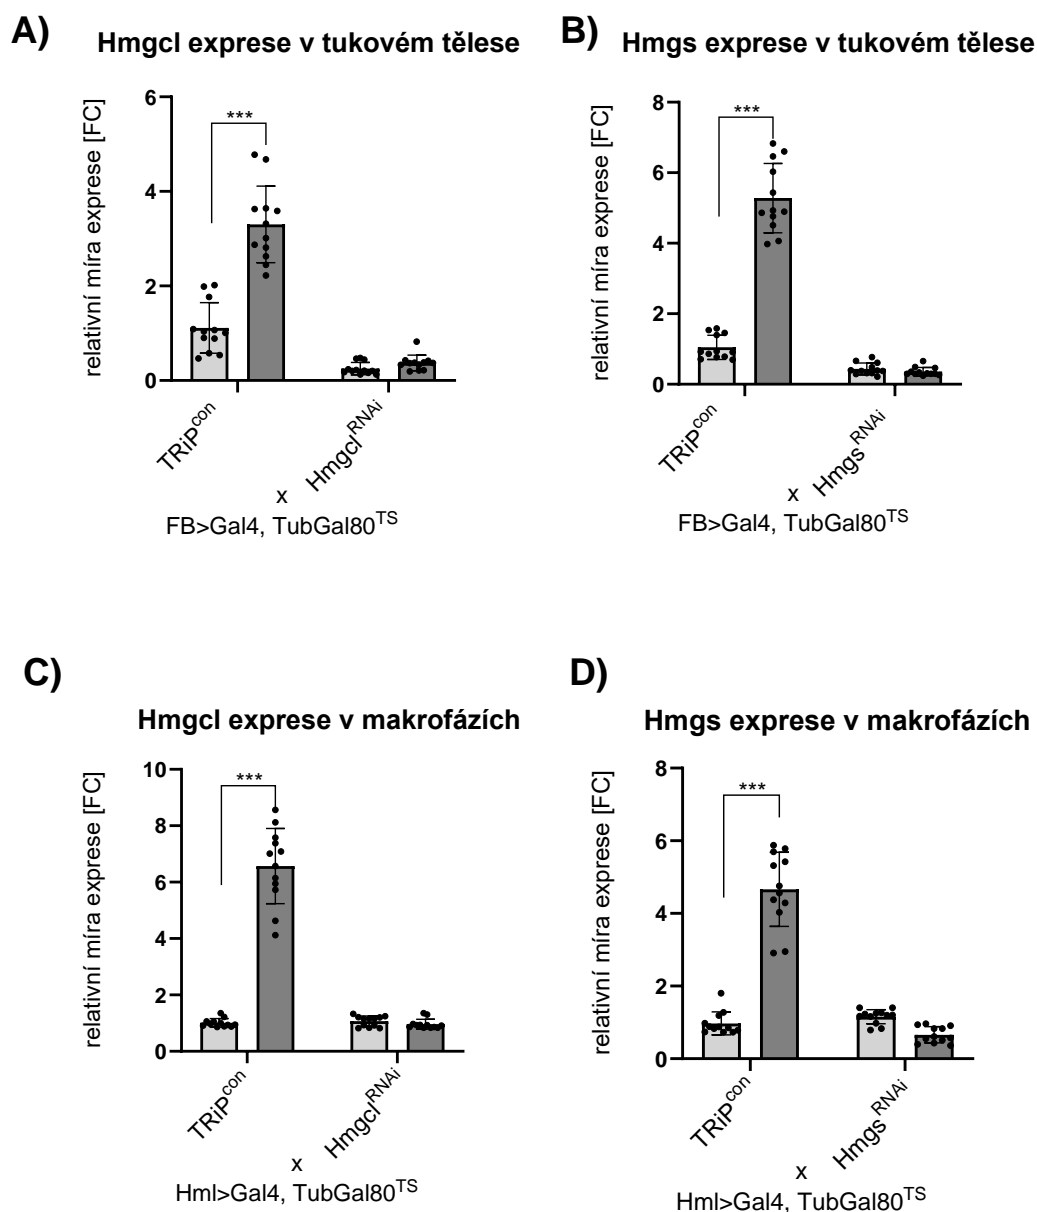 A)
Hmgcl exprese v tukovém tělese
relativní míra exprese [FC]
6
4
2
0
***
TRiP^con
Hmgcl^RNAi
x
FB>Gal4, TubGal80^TS
B)
Hmgs exprese v tukovém tělese
relativní míra exprese [FC]
8
6
4
2
0
***
TRiP^con
Hmgs^RNAi
x
FB>Gal4, TubGal80^TS
C)
Hmgcl exprese v makrofázích
relativní míra exprese [FC]
10
8
6
4
2
0
***
TRiP^con
Hmgcl^RNAi
x
Hml>Gal4, TubGal80^TS
D)
Hmgs exprese v makrofázích
relativní míra exprese [FC]
8
6
4
2
0
***
TRiP^con
Hmgs^RNAi
x
Hml>Gal4, TubGal80^TS